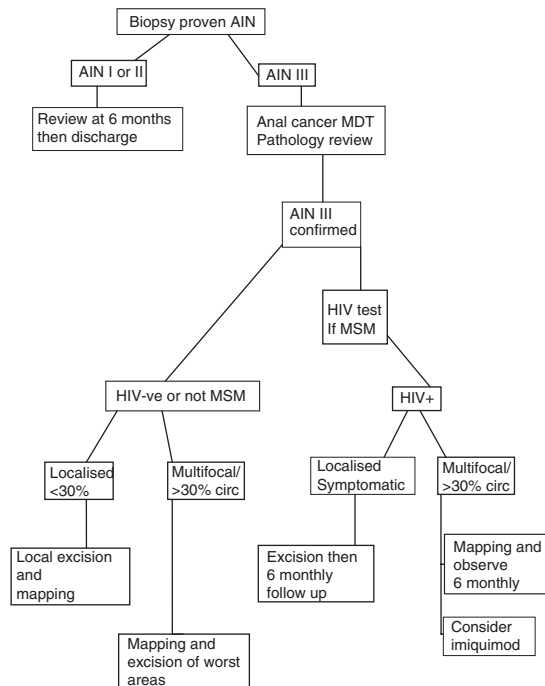 Biopsy proven AIN
AIN I or II
AIN III
Review at 6 months
then discharge
Anal cancer MDT
Pathology review
AIN III
confirmed
HIV test
If MSM
HIV-ve or not MSM
HIV+
Localised
<30%
Multifocal/
>30% circ
Localised
Symptomatic
Multifocal/
>30% circ
Local excision
and
mapping
Excision then
6 monthly
follow up
Mapping and
observe
6 monthly
Mapping and
excision of worst
areas
Consider
imiquimod